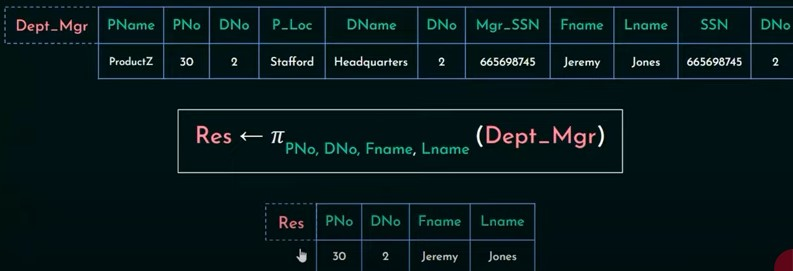 Dept_Mgr PName PNo DNo P_Loc DName DNo Mgr_SSN Fname Lname SSN DNo
ProductZ 30 2 Stafford Headquarters 2 665698745 Jeremy Jones 665698745 2
Res ← π PNo, DNo, Fname, Lname (Dept_Mgr)
Res PNo DNo Fname Lname
30 2 Jeremy Jones